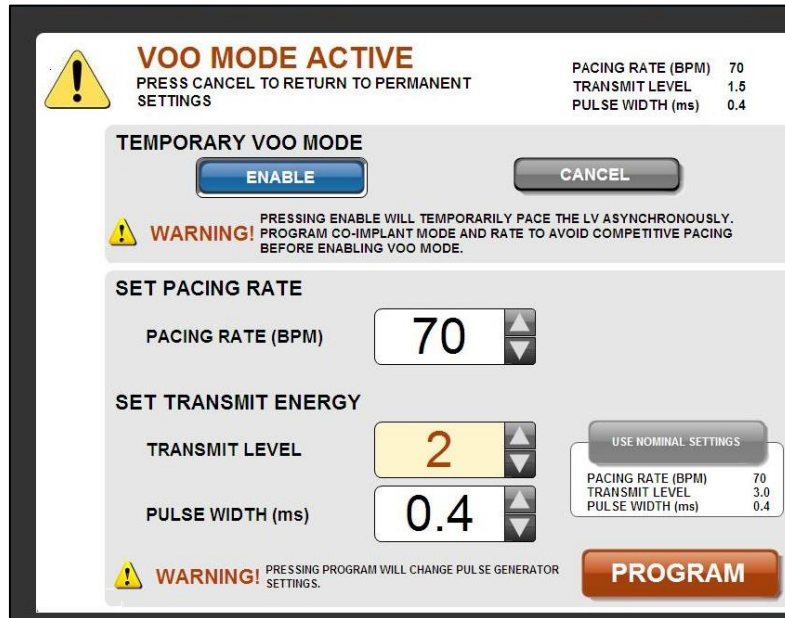 VOO MODE ACTIVE
PRESS CANCEL TO RETURN TO PERMANENT
SETTINGS
PACING RATE (BPM) 70
TRANSMIT LEVEL 1.5
PULSE WIDTH (ms) 0.4
TEMPORARY VOO MODE
ENABLE
CANCEL
WARNING! PRESSING ENABLE WILL TEMPORARILY PACE THE LV ASYNCHRONOUSLY.
PROGRAM CO-IMPLANT MODE AND RATE TO AVOID COMPETITIVE PACING
BEFORE ENABLING VOO MODE.
SET PACING RATE
PACING RATE (BPM) 70
SET TRANSMIT ENERGY
TRANSMIT LEVEL 2
PULSE WIDTH (ms) 0.4
USE NOMINAL SETTINGS
PACING RATE (BPM) 70
TRANSMIT LEVEL 3.0
PULSE WIDTH (ms) 0.4
WARNING! PRESSING PROGRAM WILL CHANGE PULSE GENERATOR
SETTINGS.
PROGRAM